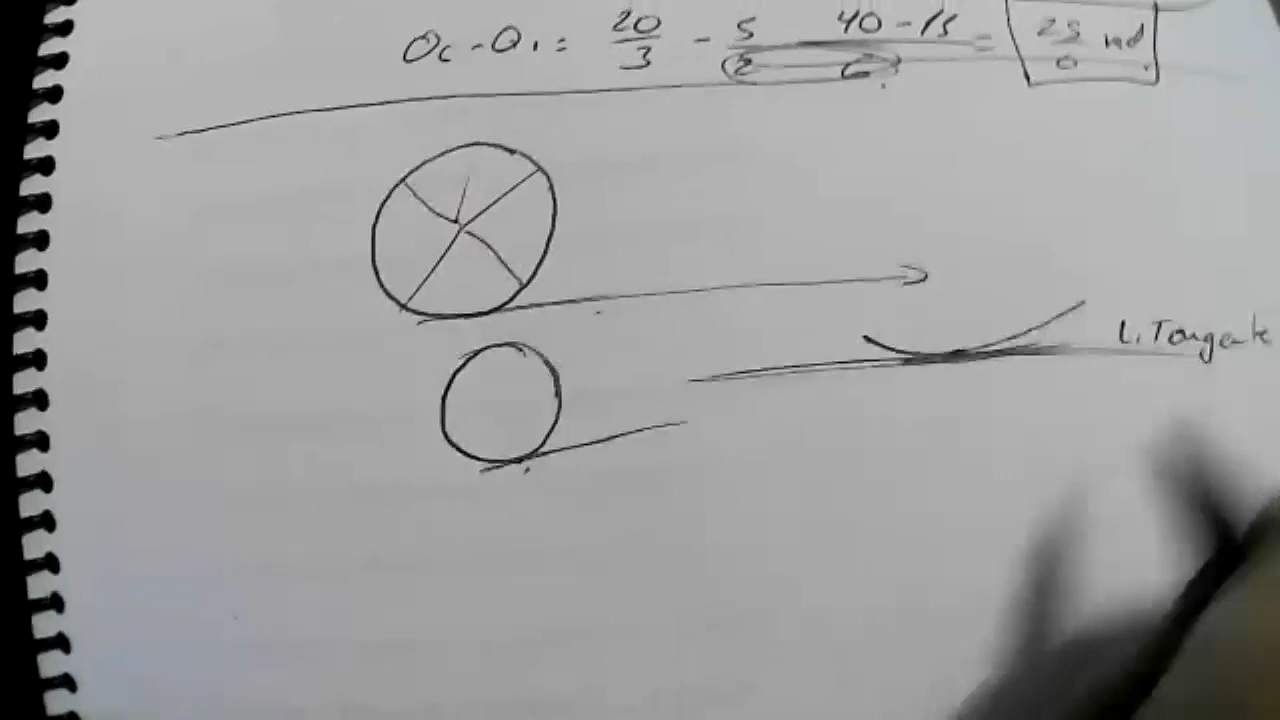 θc - θ1 = 20/3 - 5/2 = 40-15/6 = 25/6 rad.
L. Tangente